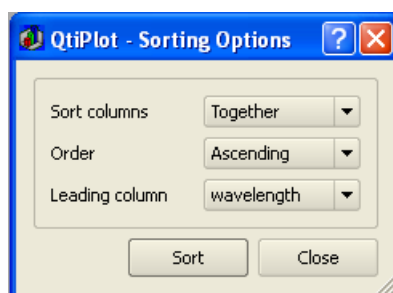 QtiPlot - Sorting Options
Sort columns Together
Order Ascending
Leading column wavelength
Sort Close